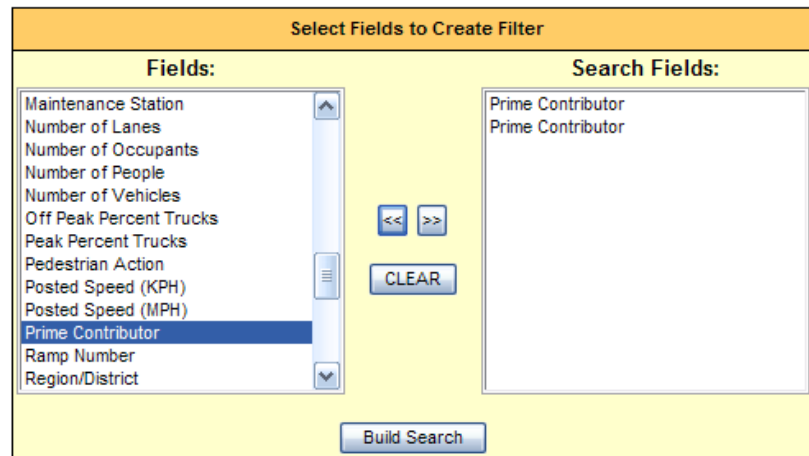 Select Fields to Create Filter
Fields:
Maintenance Station
Number of Lanes
Number of Occupants
Number of People
Number of Vehicles
Off Peak Percent Trucks
Peak Percent Trucks
Pedestrian Action
Posted Speed (KPH)
Posted Speed (MPH)
Prime Contributor
Ramp Number
Region/District
<< >>
CLEAR
Search Fields:
Prime Contributor
Prime Contributor
Build Search